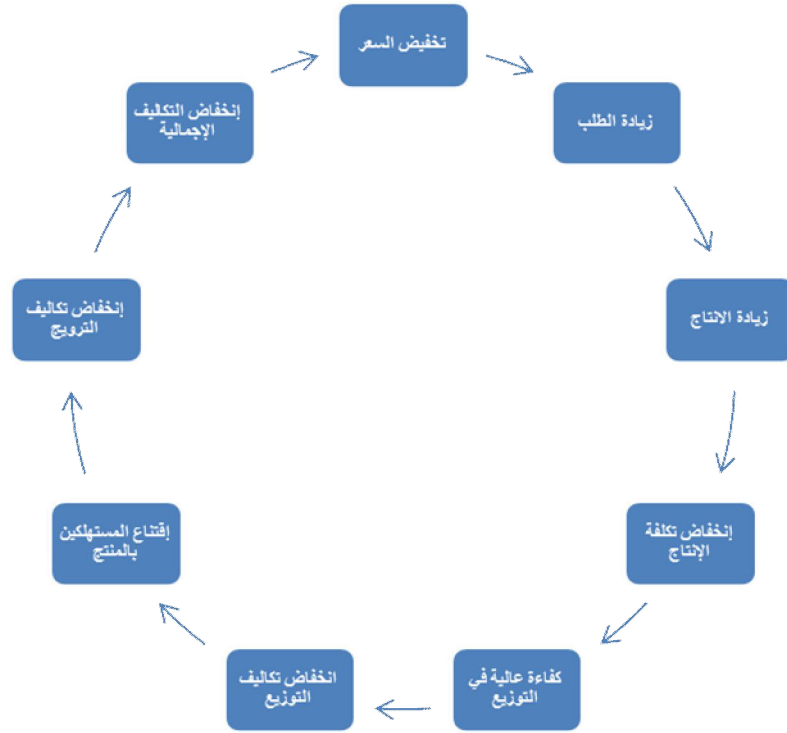 تخفيض السعر
زيادة الطلب
زيادة الانتاج
إنخفاض تكلفة
الإنتاج
كفاءة عالية في
التوزيع
انخفاض تكاليف
التوزيع
إقتناع المستهلكين
بالمنتج
إنخفاض تكاليف
الترويج
إنخفاض التكاليف
الإجمالية